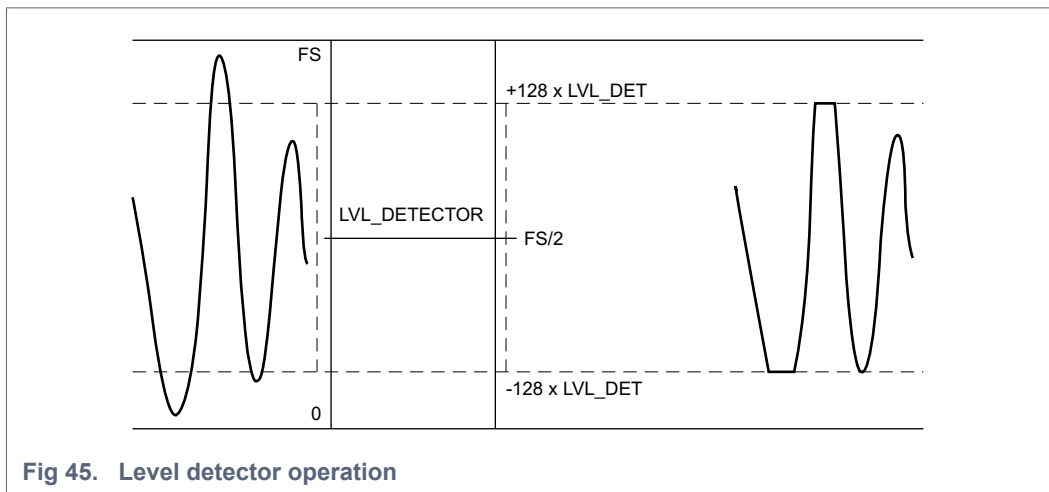 FS
+128 x LVL_DET
LVL_DETECTOR
FS/2
-128 x LVL_DET
0
Fig 45. Level detector operation